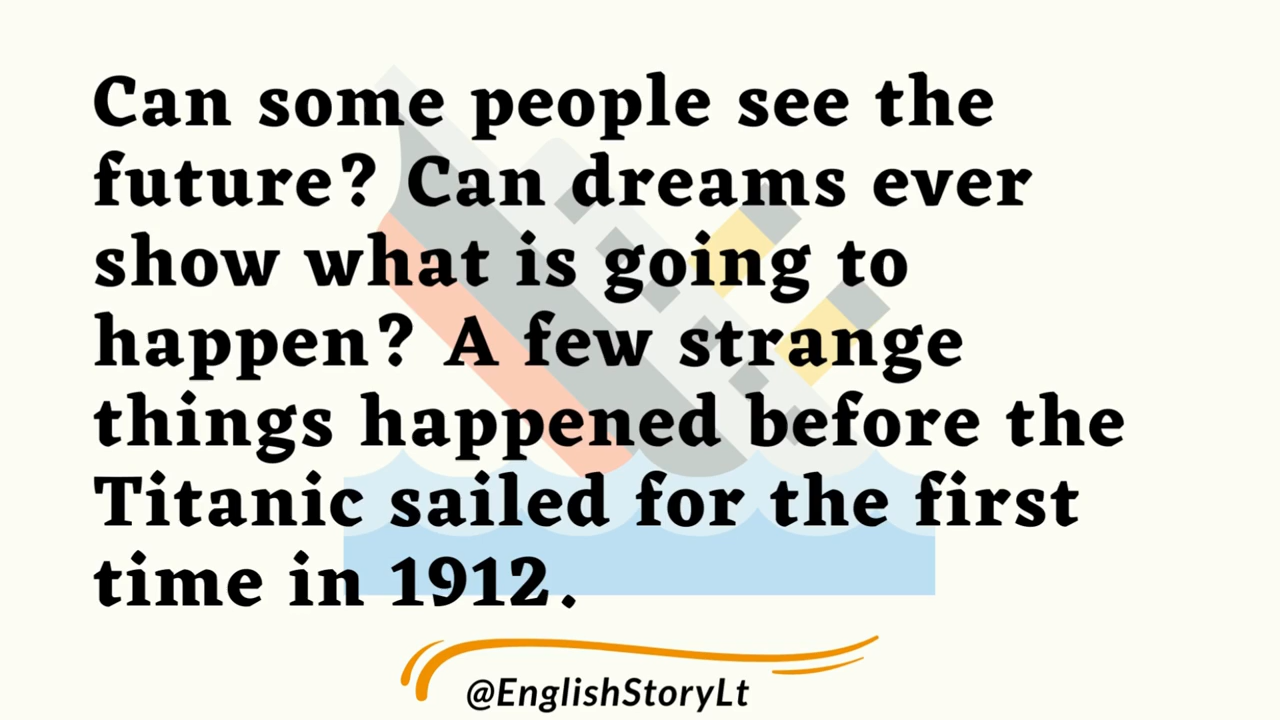 Can some people see the
future? Can dreams ever
show what is going to
happen? A few strange
things happened before the
Titanic sailed for the first
time in 1912.
@EnglishStoryLt